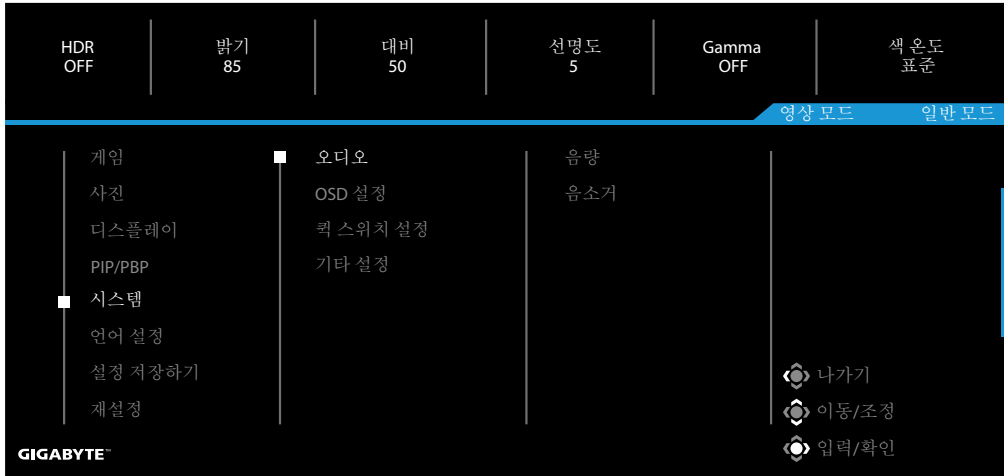 HDR
OFF
밝기
85
대비
50
선명도
5
Gamma
OFF
색 온도
표준
영상 모드 일반 모드
게임
사진
디스플레이
PIP/PBP
시스템
언어 설정
설정 저장하기
재설정
오디오
OSD 설정
퀵 스위치 설정
기타 설정
음량
음소거
나가기
이동/조정
입력/확인
GIGABYTE™